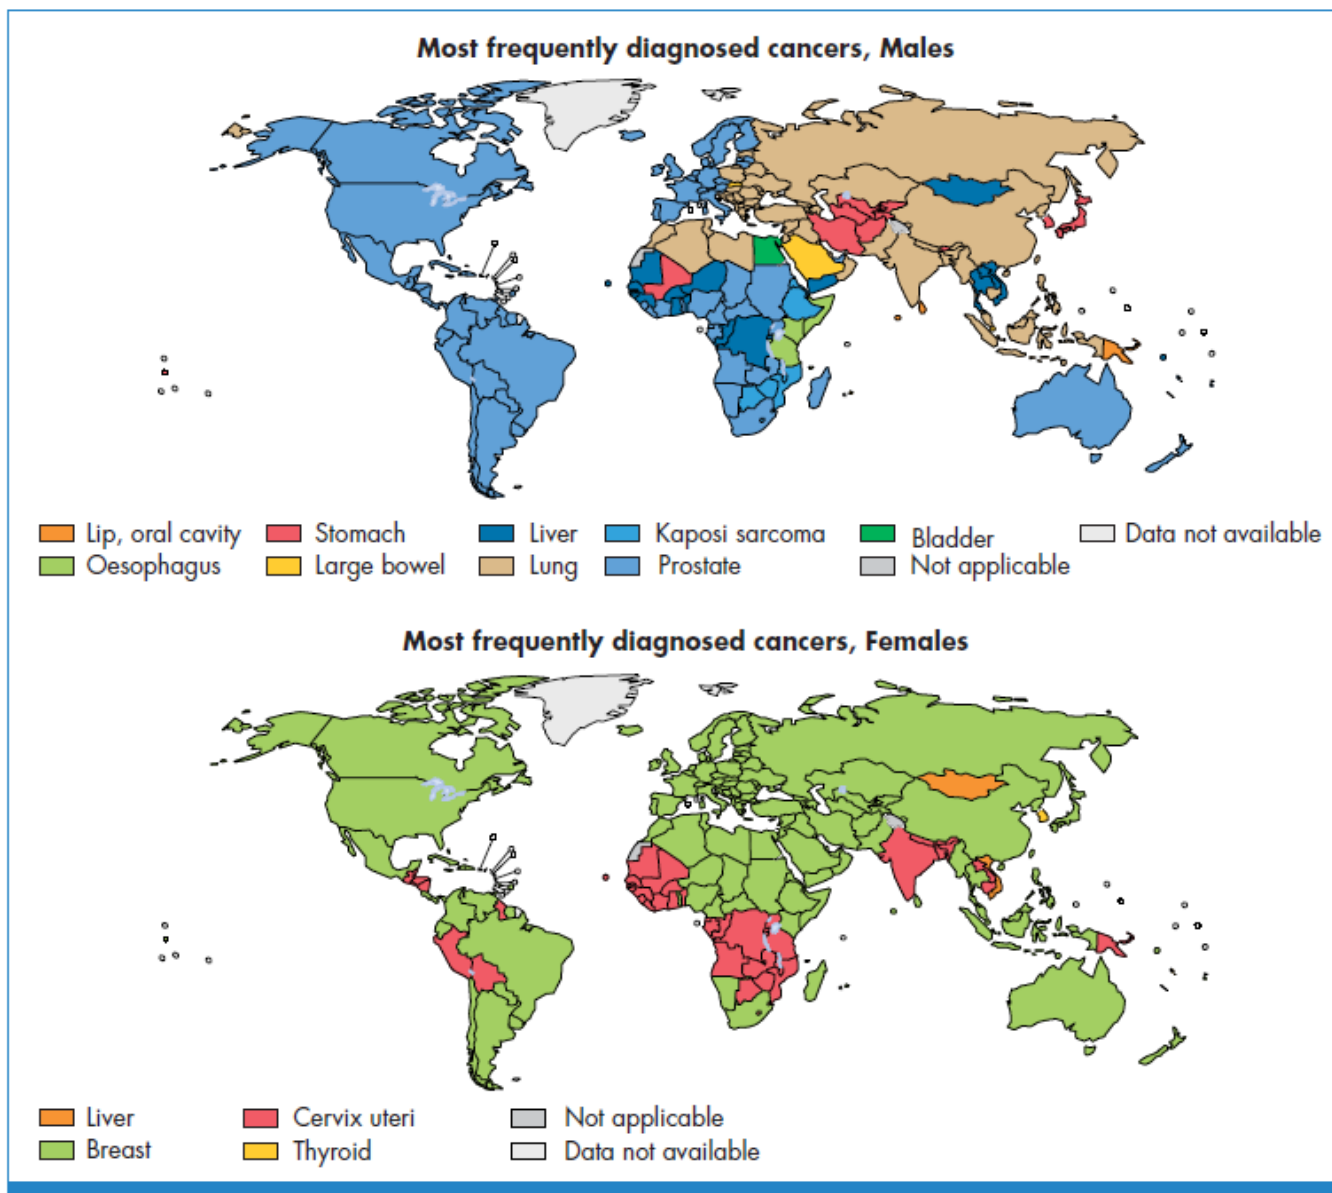 Most frequently diagnosed cancers, Males
Lip, oral cavity Stomach Liver Kaposi sarcoma Bladder Data not available
Oesophagus Large bowel Lung Prostate Not applicable
Most frequently diagnosed cancers, Females
Liver Cervix uteri Not applicable
Breast Thyroid Data not available